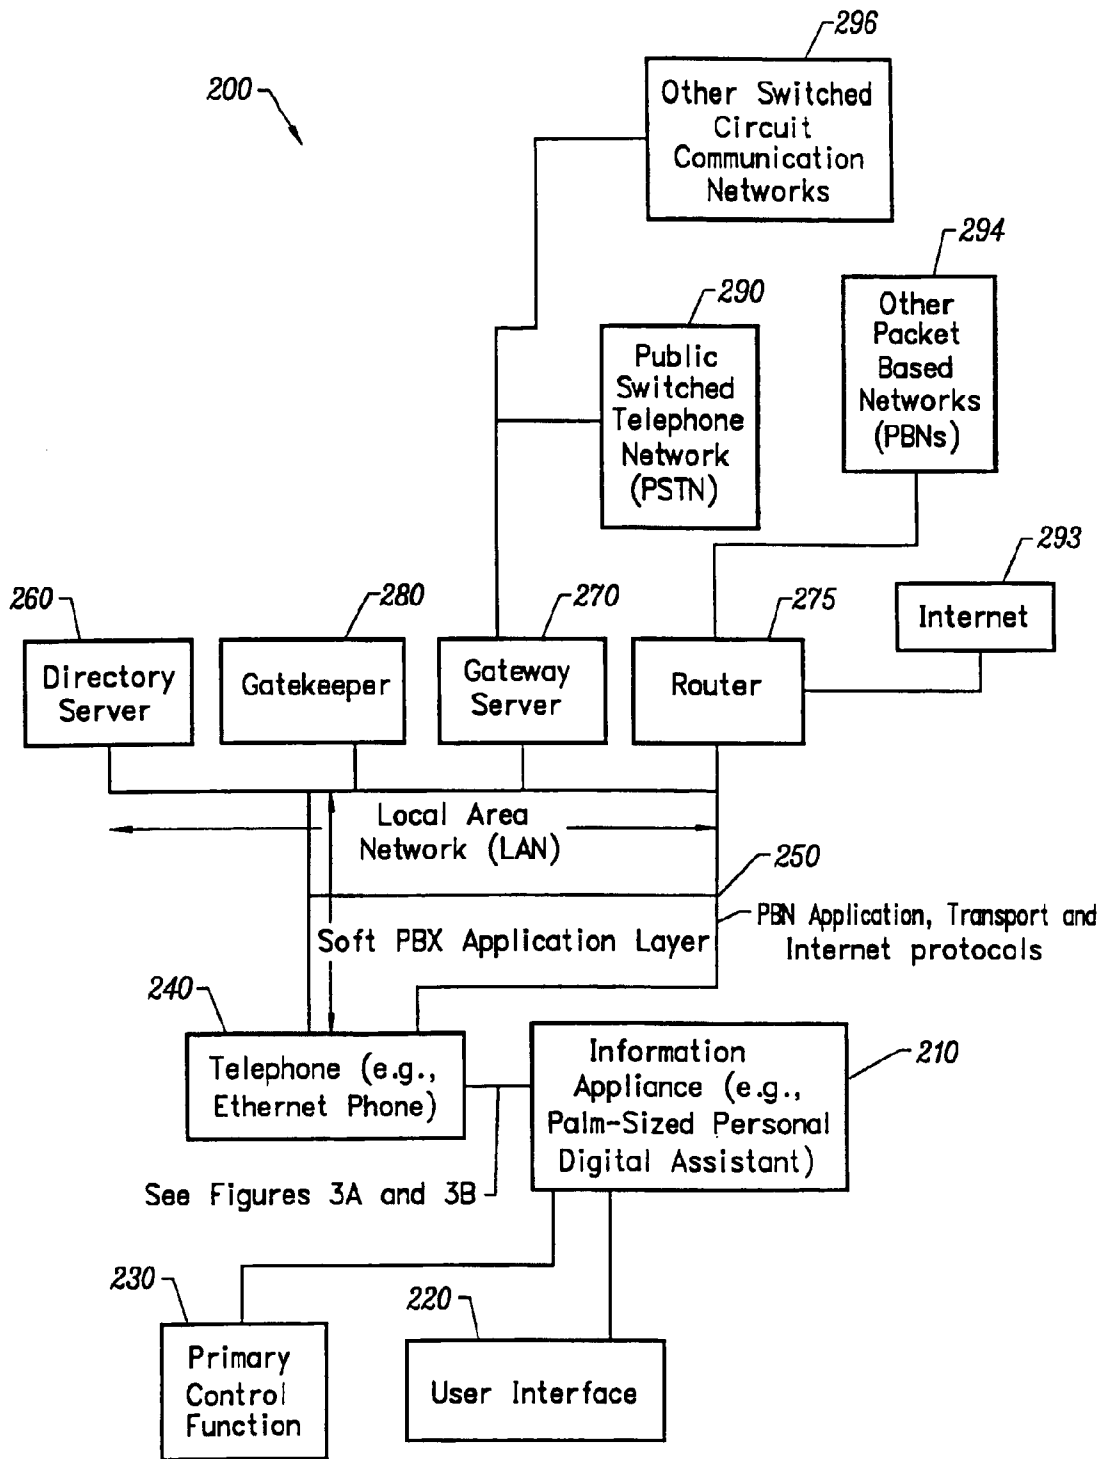 296
200
Other Switched
Circuit
Communication
Networks
294
290
Other
Packet
Based
Networks
(PBNs)
Public
Switched
Telephone
Network
(PSTN)
293
Internet
260
280
270
275
Directory
Server
Gatekeeper
Gateway
Server
Router
Local Area
Network (LAN)
250
PBN Application, Transport and
Internet protocals
Soft PBX Application Layer
240
Telephone (e.g.,
Ethernet Phone)
210
Information
Appliance (e.g.,
Palm-Sized Personal
Digital Assistant)
See Figures 3A and 3B
230
220
Primary
Control
Function
User Interface